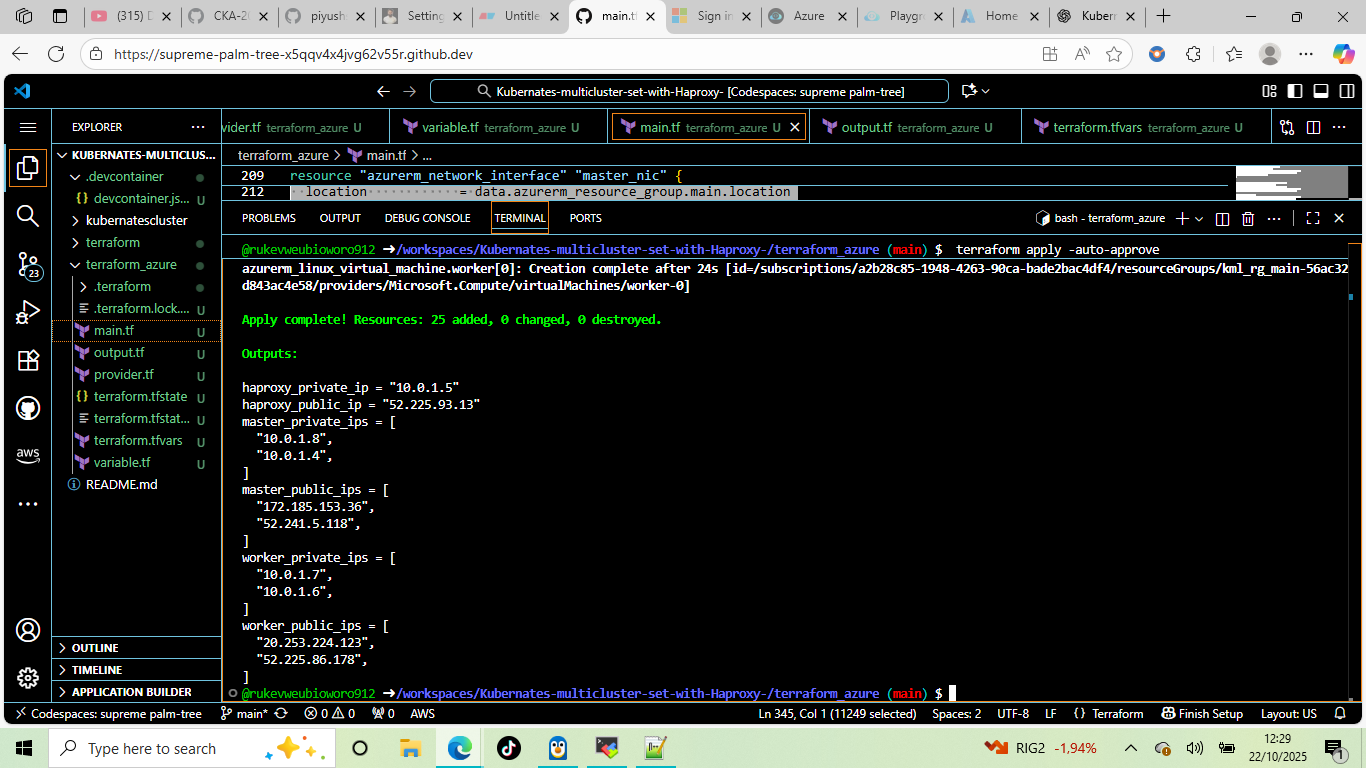 (315) D
CKA-20
piyush
Setting
Untitle
main.t
Sign in
Azure
Playgr
Home
Kubern
https://supreme-palm-tree-x5qqv4x4jvg62v55r.github.dev
Kubernates-multicluster-set-with-Haproxy- [Codespaces: supreme palm-tree]
EXPLORER
vider.tf terraform_azure U
variable.tf terraform_azure U
main.tf terraform_azure U
output.tf terraform_azure U
terraform.tfvars terraform_azure U
KUBERNATES-MULTICLUS...
.devcontainer
devcontainer.js... U
kubernatescluster
terraform
terraform_azure
.terraform
.terraform.lock.... U
main.tf U
output.tf U
provider.tf U
terraform.tfstate U
terraform.tfstat... U
terraform.tfvars U
variable.tf U
README.md
OUTLINE
TIMELINE
APPLICATION BUILDER
23
aws
terraform_azure > main.tf > ...
209 resource "azurerm_network_interface" "master_nic" {
212 location = data.azurerm_resource_group.main.location
PROBLEMS OUTPUT DEBUG CONSOLE TERMINAL PORTS
bash - terraform_azure
@rukevweubioworo912 ➜/workspaces/Kubernates-multicluster-set-with-Haproxy-/terraform_azure (main) $ terraform apply -auto-approve
azurerm_linux_virtual_machine.worker[0]: Creation complete after 24s [id=/subscriptions/a2b28c85-1948-4263-90ca-bade2bac4df4/resourceGroups/kml_rg_main-56ac32
d843ac4e58/providers/Microsoft.Compute/virtualMachines/worker-0]
Apply complete! Resources: 25 added, 0 changed, 0 destroyed.
Outputs:
haproxy_private_ip = "10.0.1.5"
haproxy_public_ip = "52.225.93.13"
master_private_ips = [
"10.0.1.8",
"10.0.1.4",
]
master_public_ips = [
"172.185.153.36",
"52.241.5.118",
]
worker_private_ips = [
"10.0.1.7",
"10.0.1.6",
]
worker_public_ips = [
"20.253.224.123",
"52.225.86.178",
]
@rukevweubioworo912 ➜/workspaces/Kubernates-multicluster-set-with-Haproxy-/terraform_azure (main) $
Codespaces: supreme palm-tree
main*
0 0
0
AWS
Ln 345, Col 1 (11249 selected)
Spaces: 2
UTF-8
LF
{} Terraform
Finish Setup
Layout: US
Type here to search
RIG2 -1,94%
12:29
22/10/2025
1